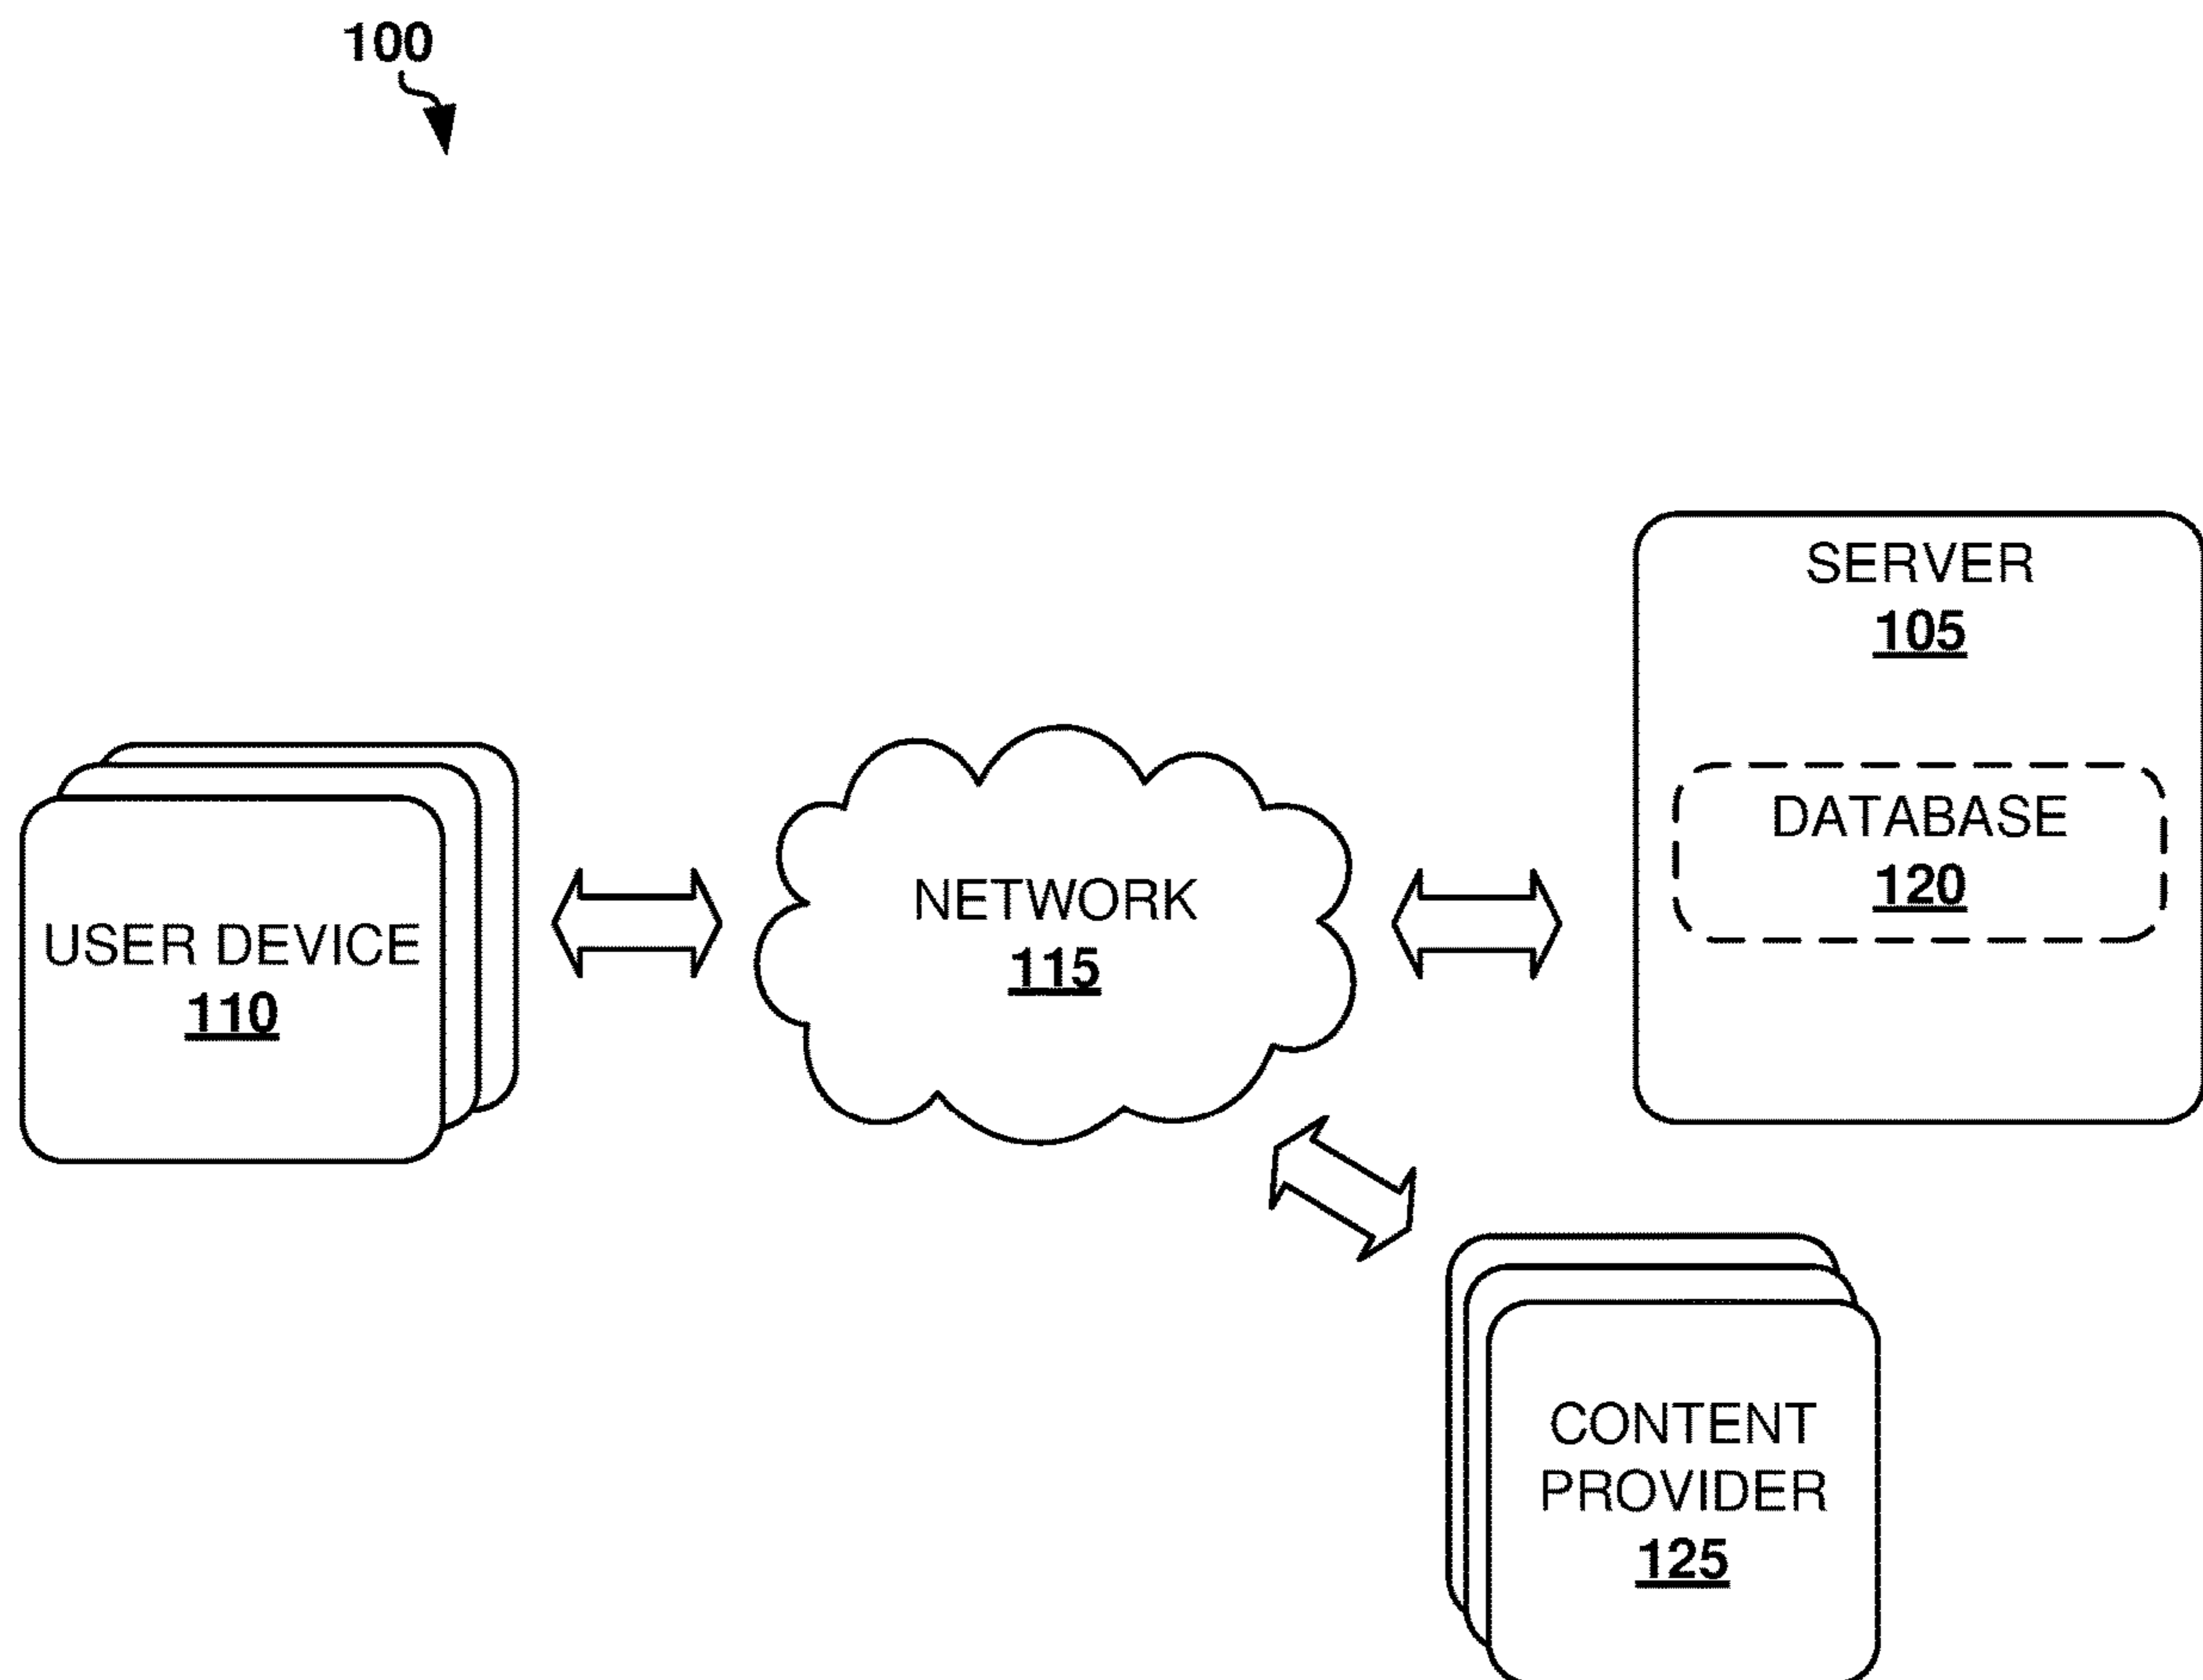 100
SERVER
105
DATABASE
120
NETWORK
115
USER DEVICE
110
CONTENT
PROVIDER
125